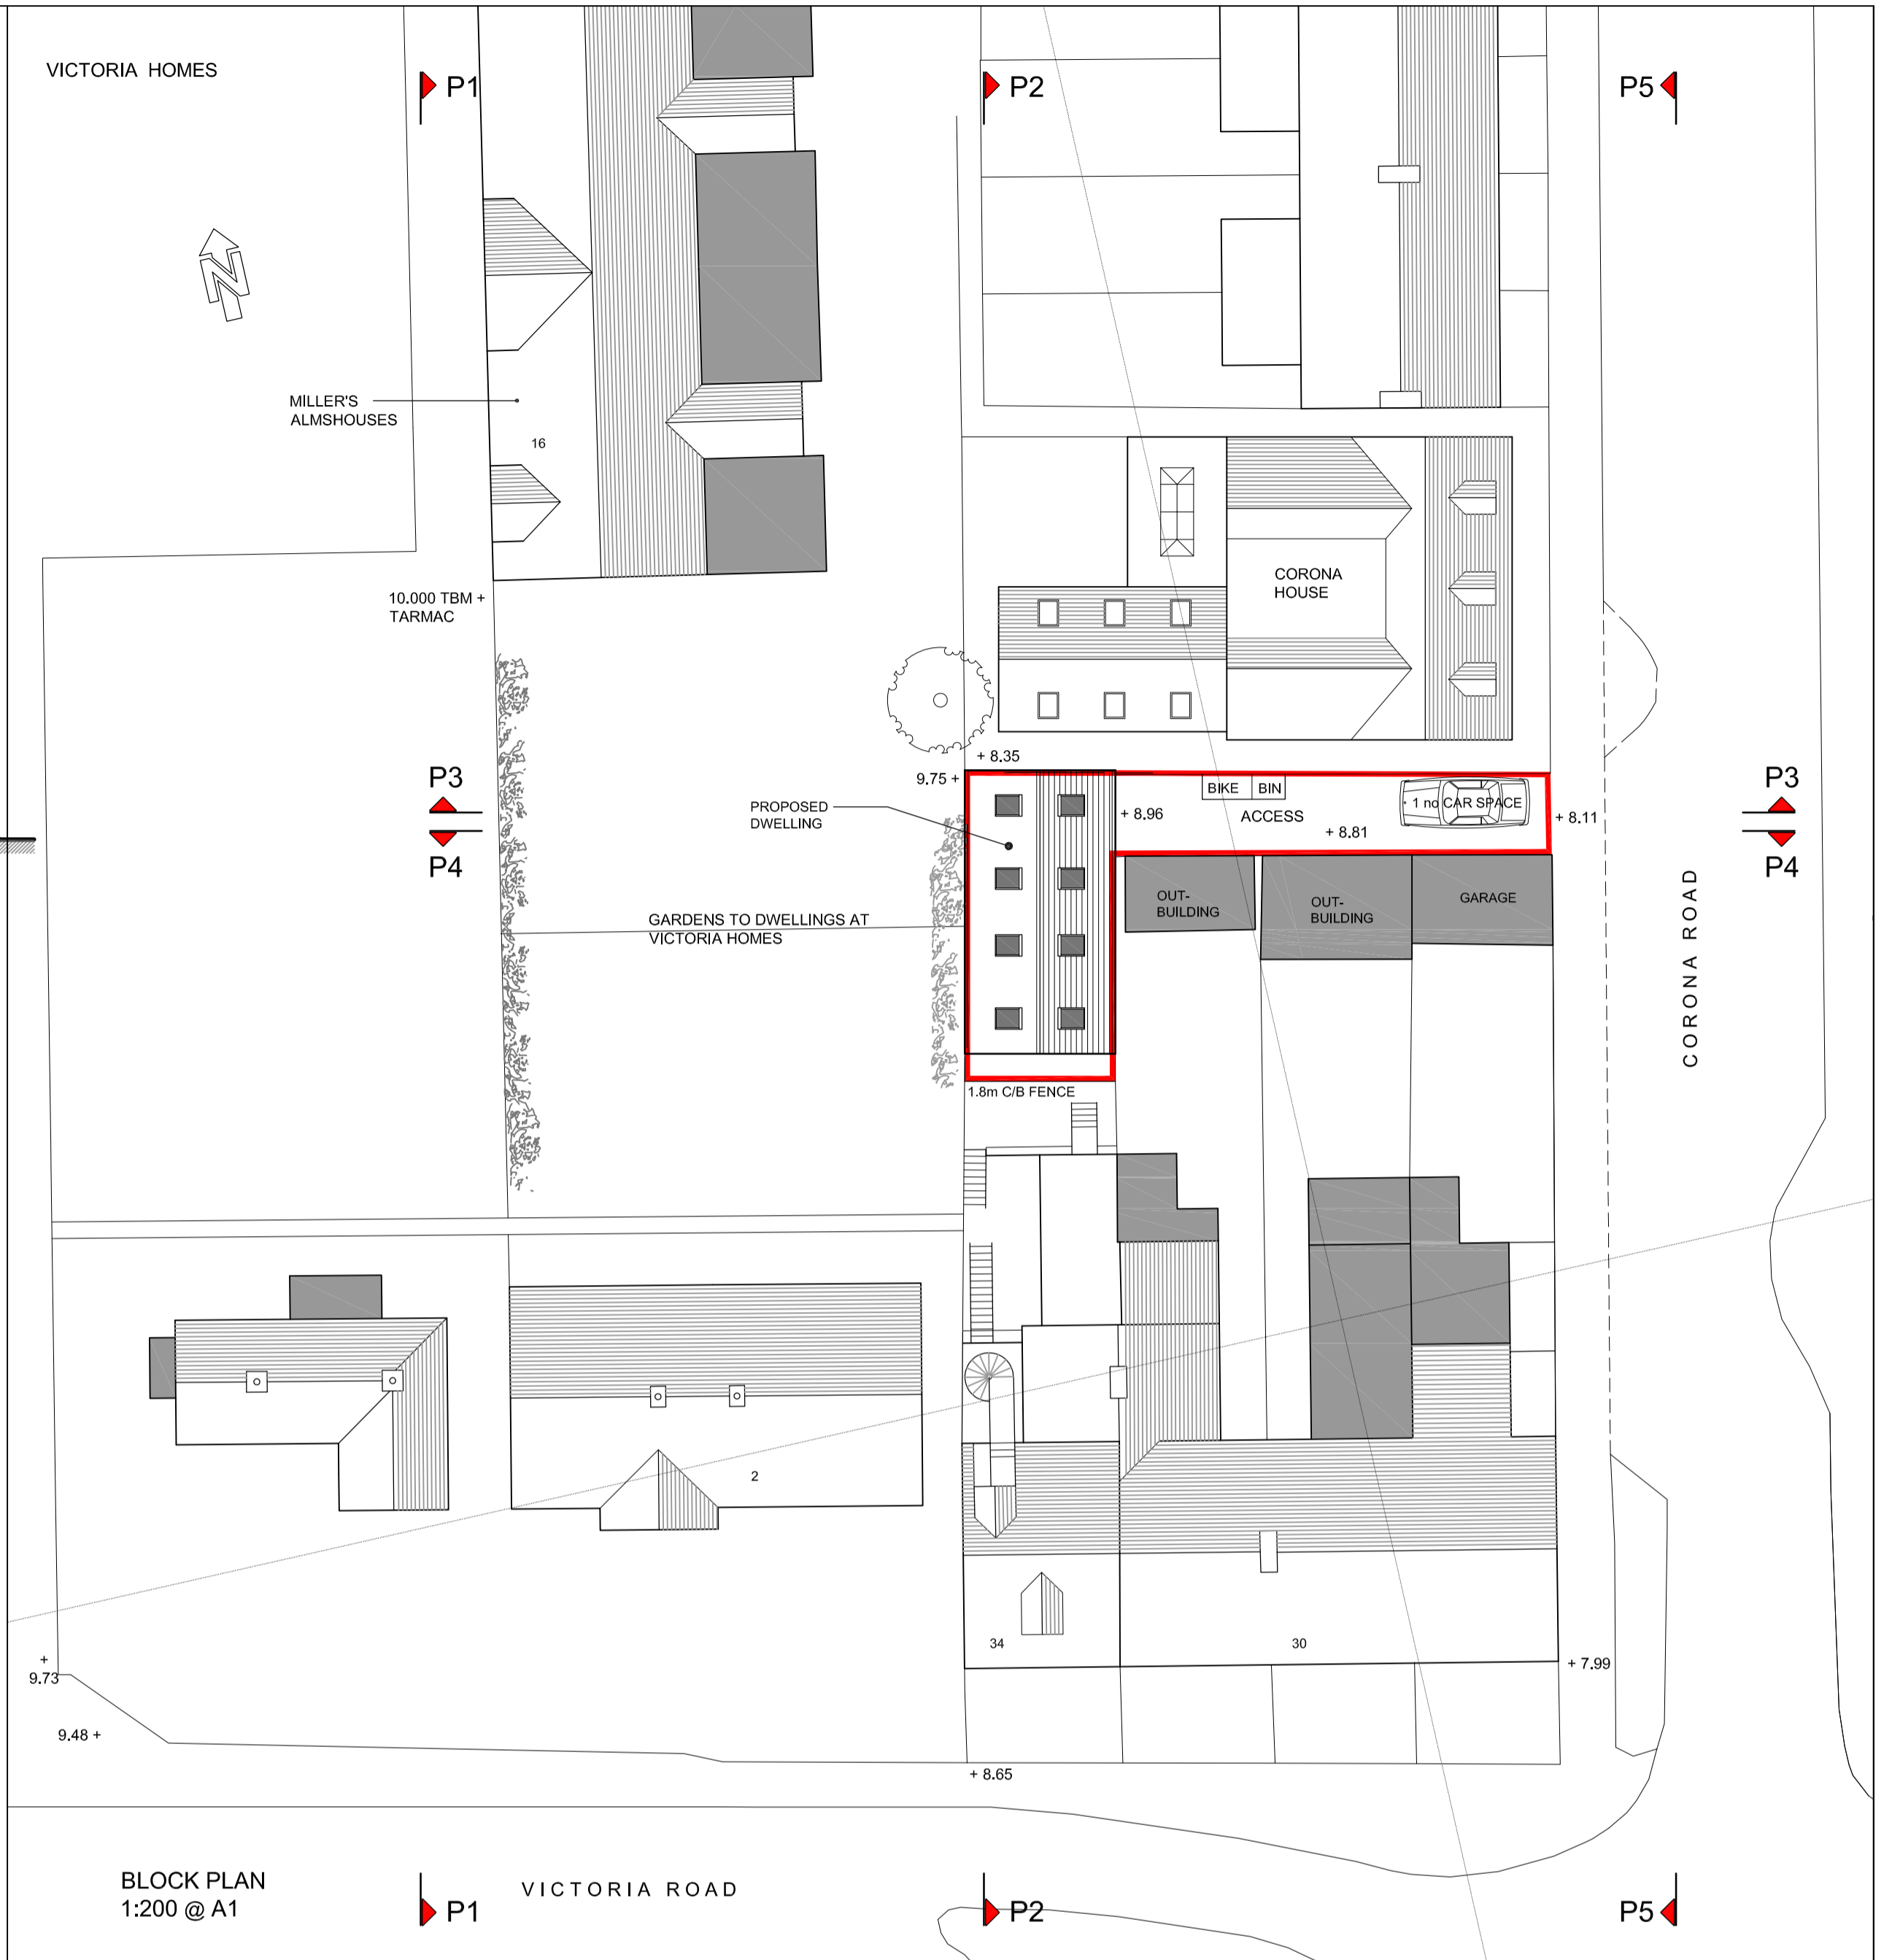 VICTORIA HOMES
P1
P2
P5
N
MILLER'S
ALMSHOUSES
16
10.000 TBM +
TARMAC
CORONA
HOUSE
+ 8.35
9.75 +
P3
P4
PROPOSED
DWELLING
+ 8.96
BIKE
BIN
ACCESS
+ 8.81
1 no CAR SPACE
+ 8.11
P3
P4
OUT-
BUILDING
OUT-
BUILDING
GARAGE
GARDENS TO DWELLINGS AT
VICTORIA HOMES
CORONA ROAD
1.8m C/B FENCE
2
34
30
+
9.73
+ 7.99
9.48 +
+ 8.65
BLOCK PLAN
1:200 @ A1
VICTORIA ROAD
P1
P2
P5